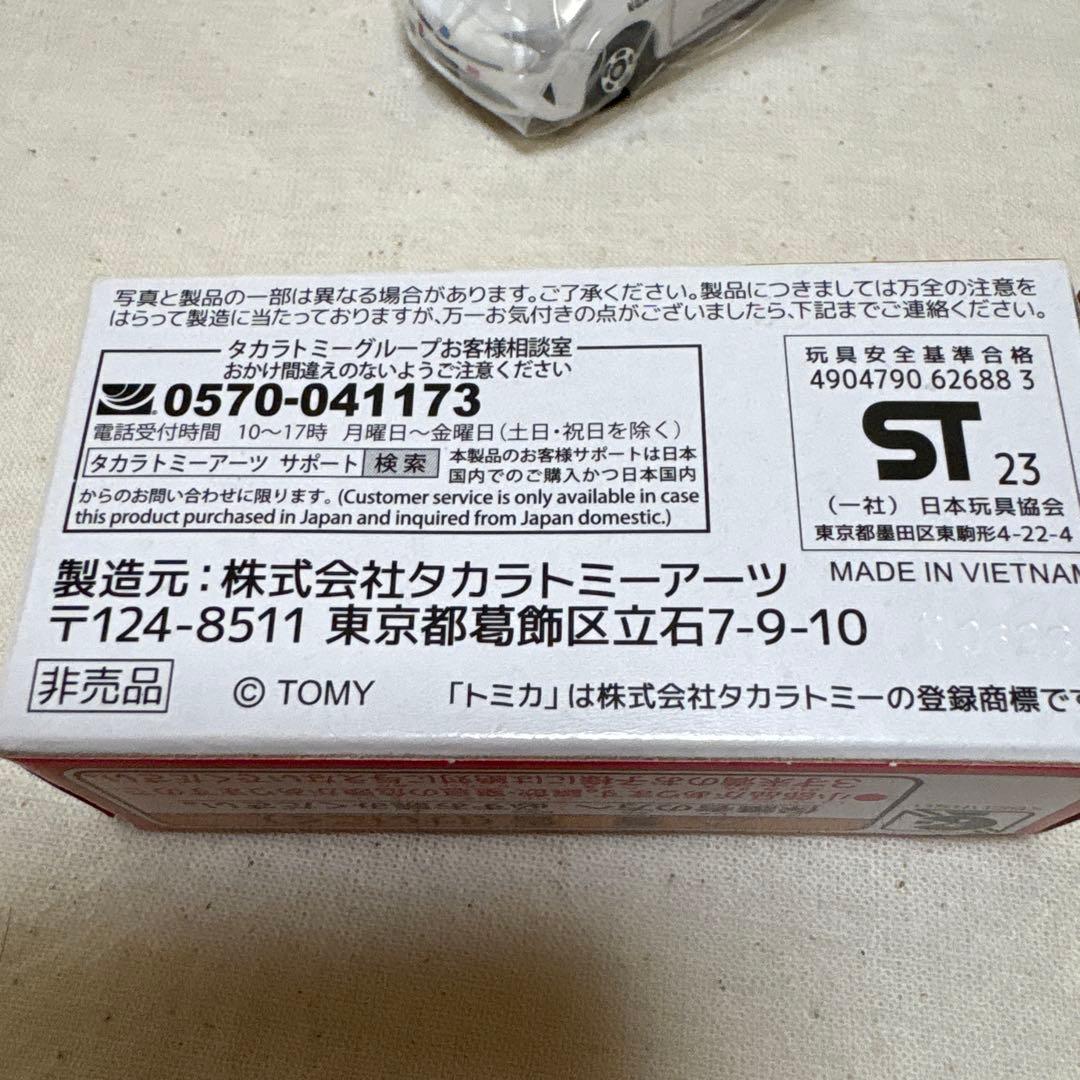 写真と製品の一部は異なる場合があります。ご了承ください。製品につきましては万全の注意を
はらって製造に当たっておりますが、万一お気付きの点がございましたら、下記までご連絡ください。
タカラトミーグループお客様相談室
おかけ間違えのないようご注意ください
0570-041173
電話受付時間 10〜17時 月曜日〜金曜日(土日・祝日を除く)
タカラトミーアーツ サポート 検索
本製品のお客様サポートは日本
国内でのご購入かつ日本国内
からのお問い合わせに限ります。(Customer service is only available in case
this product purchased in Japan and inquired from Japan domestic.)
玩具安全基準合格
4904790 62688 3
ST 23
(一社) 日本玩具協会
東京都墨田区東駒形4-22-4
製造元:株式会社タカラトミーアーツ
〒124-8511 東京都葛飾区立石7-9-10
MADE IN VIETNAM
非売品
© TOMY
「トミカ」は株式会社タカラトミーの登録商標です